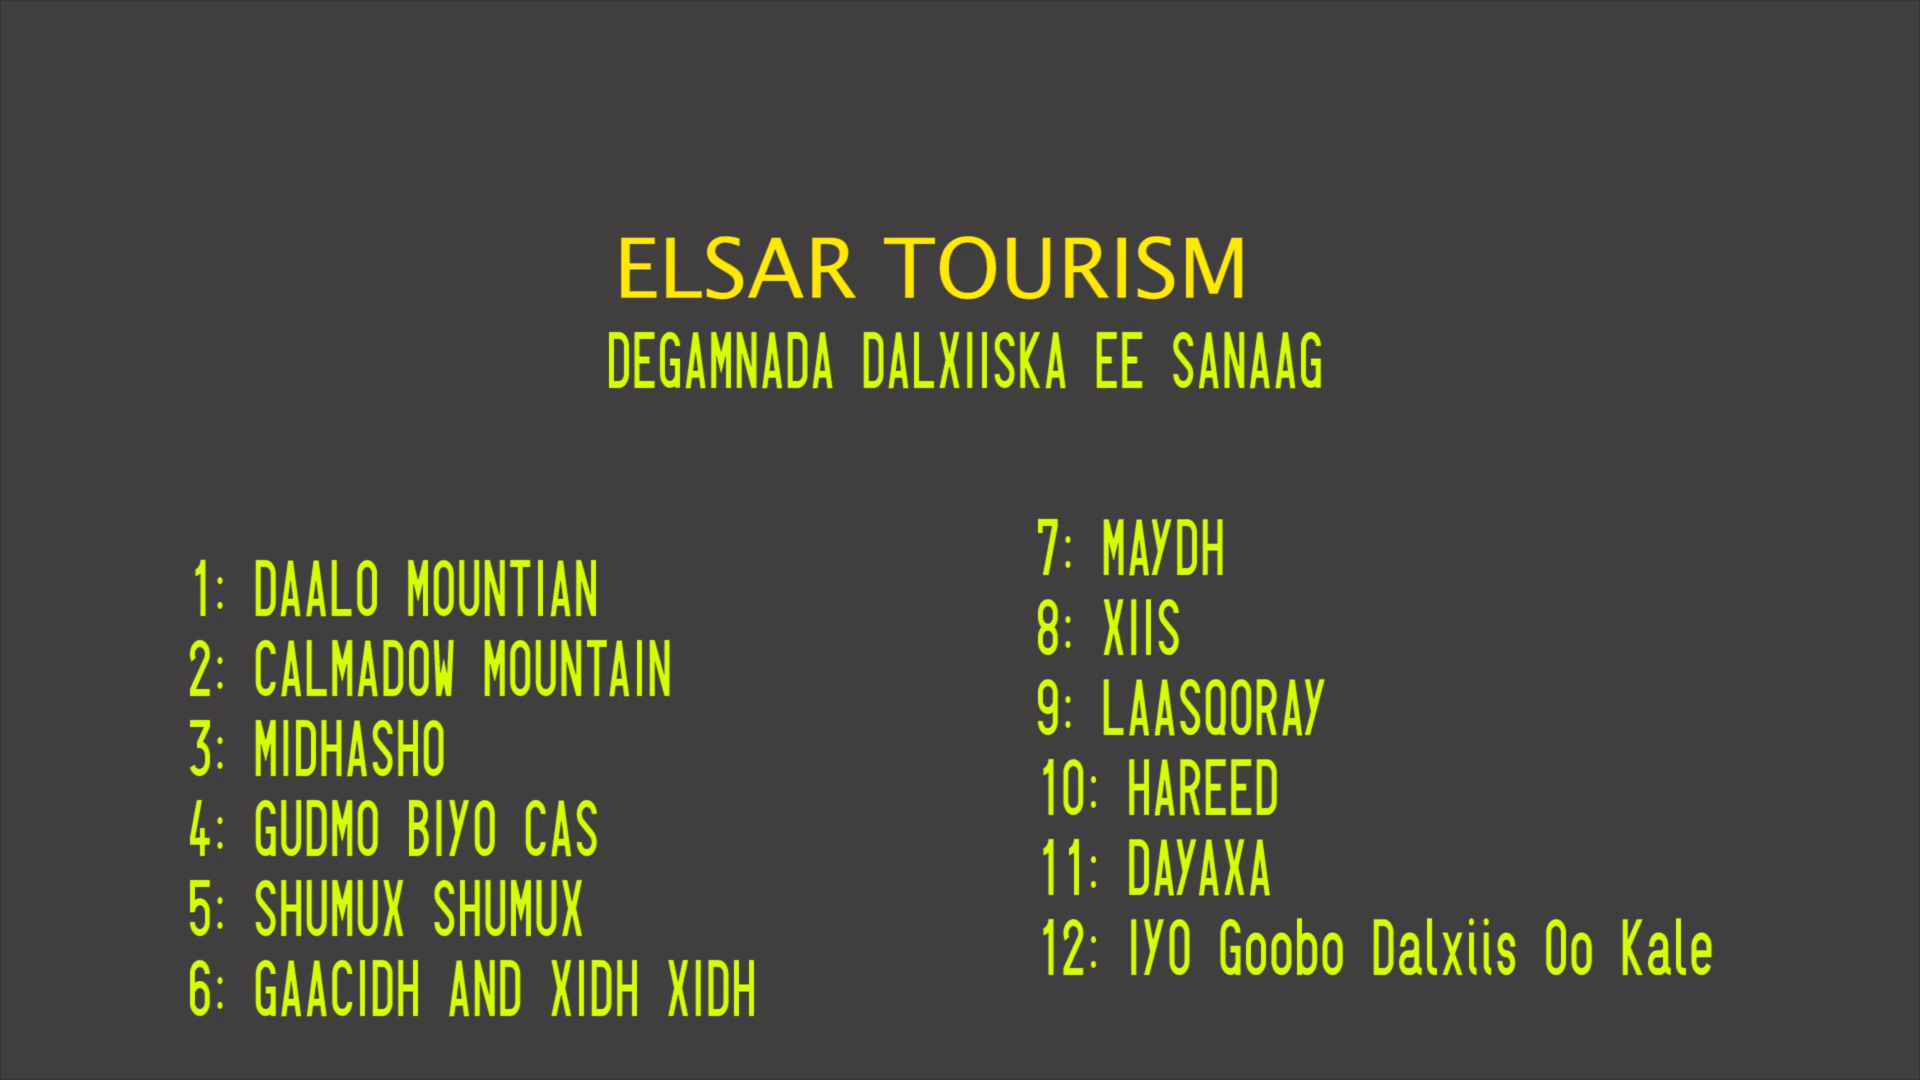 ELSAR TOURISM
DEGAMNADA DALXIISKA EE SANAAG
1: DAALO MOUNTIAN
2: CALMADOW MOUNTAIN
3: MIDHASHO
4: GUDMO BIYO CAS
5: SHUMUX SHUMUX
6: GAACIDH AND XIDH XIDH
7: MAYDH
8: XIIS
9: LAASQORAY
10: HAREED
11: DAYAXA
12: IYO Goobo Dalxiis Oo Kale